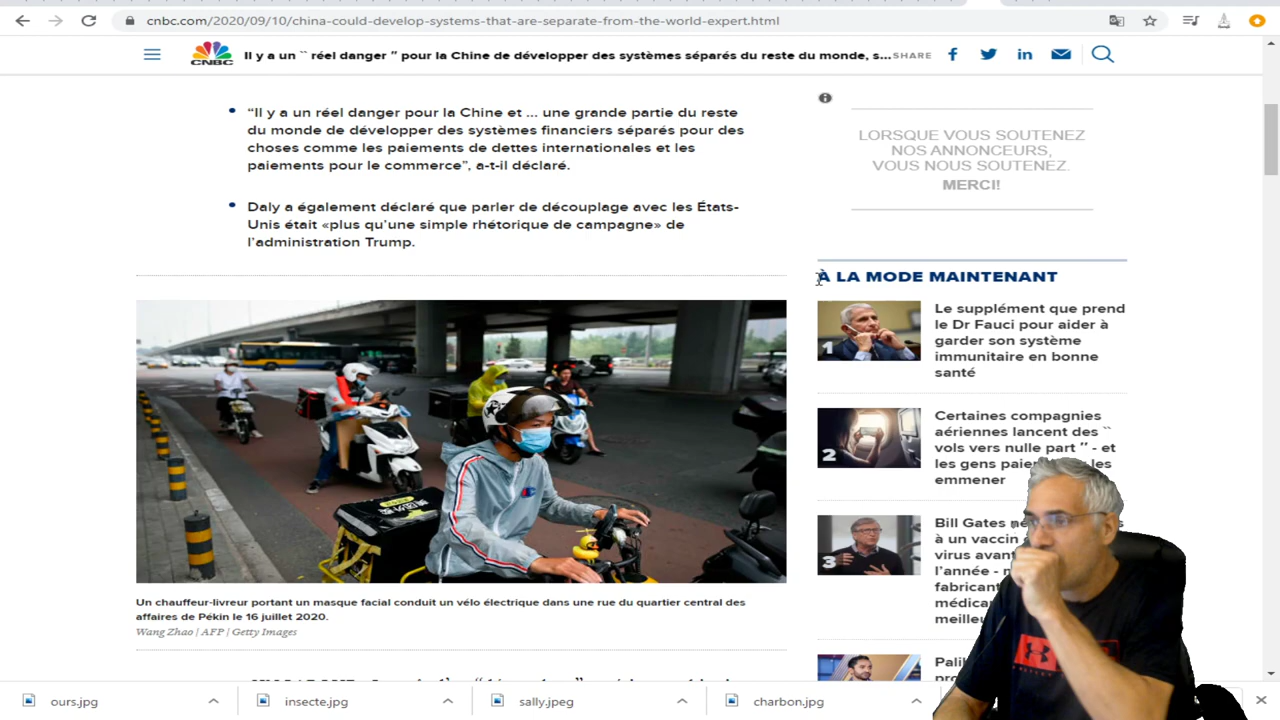 cnbc.com/2020/09/10/china-could-develop-systems-that-are-separate-from-the-world-expert.html
CNBC
Il y a un `` réel danger '' pour la Chine de développer des systèmes séparés du reste du monde, s...
SHARE
“Il y a un réel danger pour la Chine et ... une grande partie du reste
du monde de développer des systèmes financiers séparés pour des
choses comme les paiements de dettes internationales et les
paiements pour le commerce”, a-t-il déclaré.
Daly a également déclaré que parler de découplage avec les États-
Unis était «plus qu’une simple rhétorique de campagne» de
l’administration Trump.
Un chauffeur-livreur portant un masque facial conduit un vélo électrique dans une rue du quartier central des
affaires de Pékin le 16 juillet 2020.
Wang Zhao | AFP | Getty Images
LORSQUE VOUS SOUTENEZ
NOS ANNONCEURS,
VOUS NOUS SOUTENEZ.
MERCI!
À LA MODE MAINTENANT
1
Le supplément que prend
le Dr Fauci pour aider à
garder son système
immunitaire en bonne
santé
2
Certaines compagnies
aériennes lancent des ``
vols vers nulle part '' - et
les gens les
emmener
3
Bill Gates
à un vaccin
virus avant
l’année -
meilleu
ours.jpg
insecte.jpg
sally.jpeg
charbon.jpg